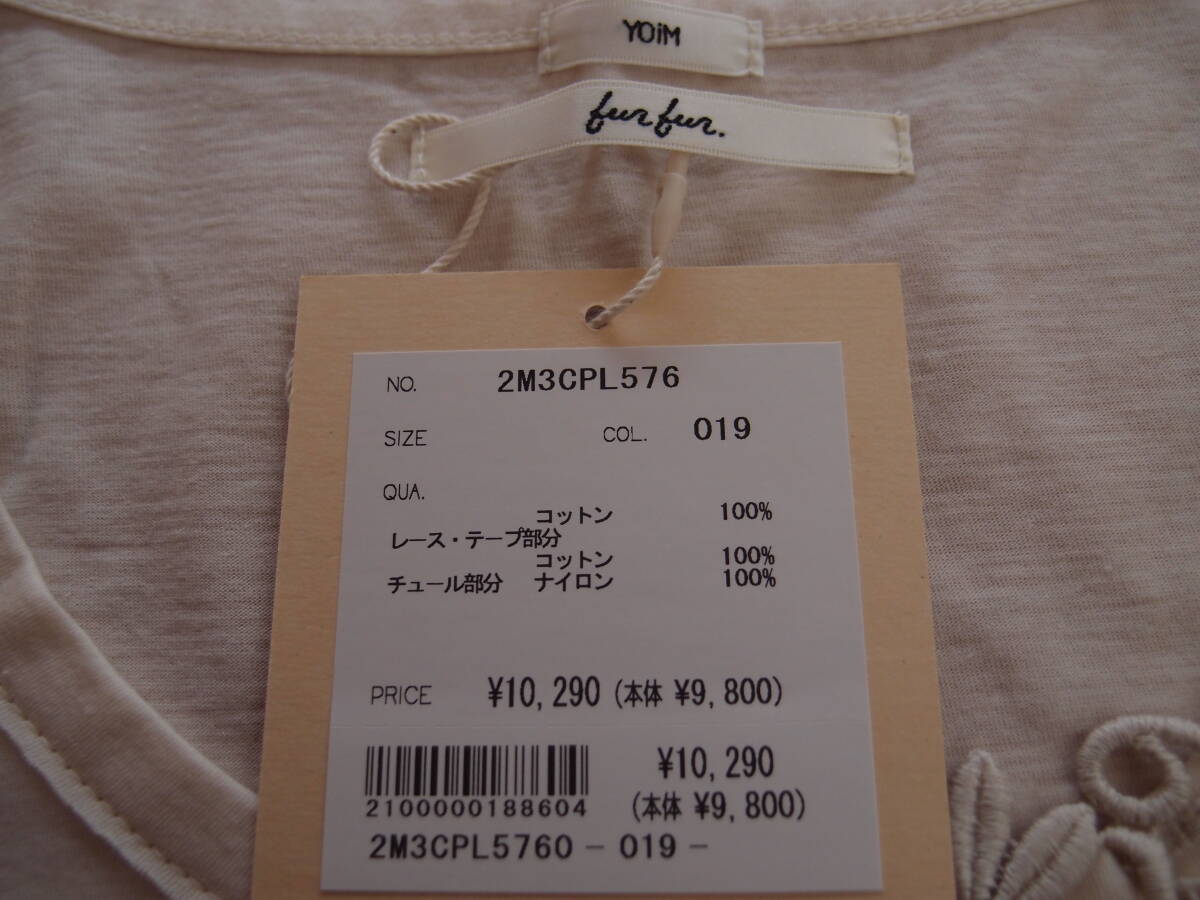 YOiM
fur fur.
NO. 2M3CPL576
SIZE COL. 019
QUA.
コットン 100%
レース・テープ部分
コットン 100%
チュール部分 ナイロン 100%
PRICE ¥10,290 (本体 ¥9,800)
¥10,290
2100000188604 (本体 ¥9,800)
2M3CPL5760 - 019 -